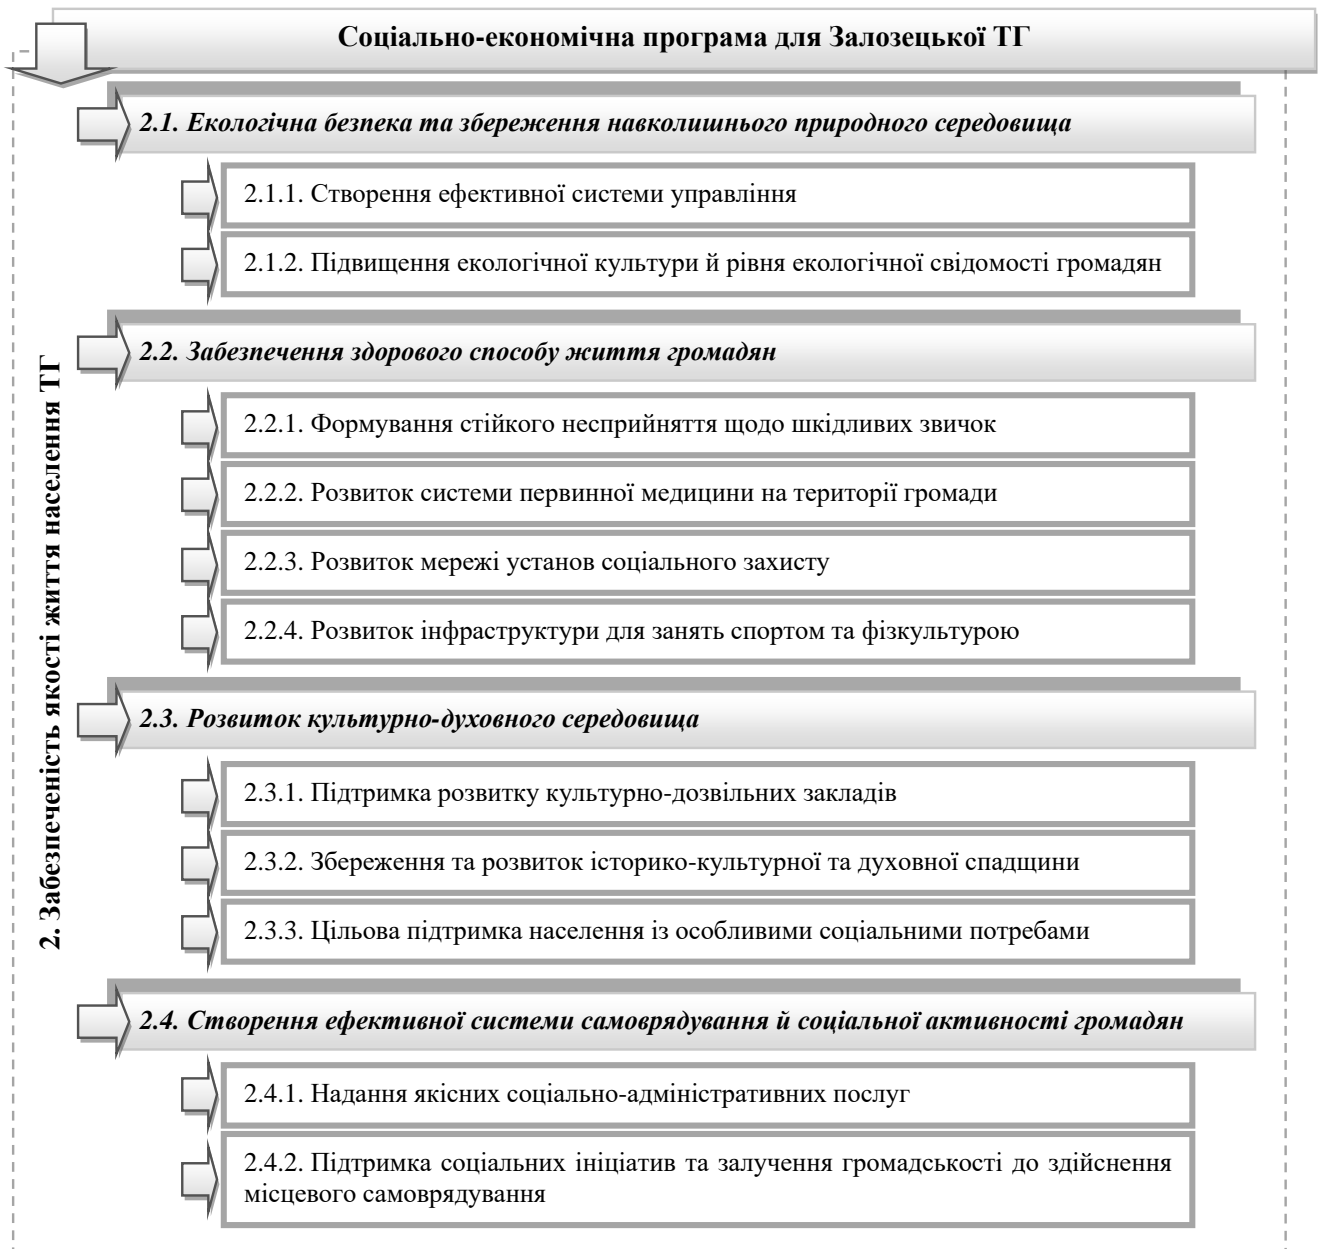 Соціально-економічна програма для Залозецької ТГ
2. Забезпеченість якості життя населення ТГ
2.1. Екологічна безпека та збереження навколишнього природного середовища
2.1.1. Створення ефективної системи управління
2.1.2. Підвищення екологічної культури й рівня екологічної свідомості громадян
2.2. Забезпечення здорового способу життя громадян
2.2.1. Формування стійкого несприйняття щодо шкідливих звичок
2.2.2. Розвиток системи первинної медицини на території громади
2.2.3. Розвиток мережі установ соціального захисту
2.2.4. Розвиток інфраструктури для занять спортом та фізкультурою
2.3. Розвиток культурно-духовного середовища
2.3.1. Підтримка розвитку культурно-дозвільних закладів
2.3.2. Збереження та розвиток історико-культурної та духовної спадщини
2.3.3. Цільова підтримка населення із особливими соціальними потребами
2.4. Створення ефективної системи самоврядування й соціальної активності громадян
2.4.1. Надання якісних соціально-адміністративних послуг
2.4.2. Підтримка соціальних ініціатив та залучення громадськості до здійснення
місцевого самоврядування